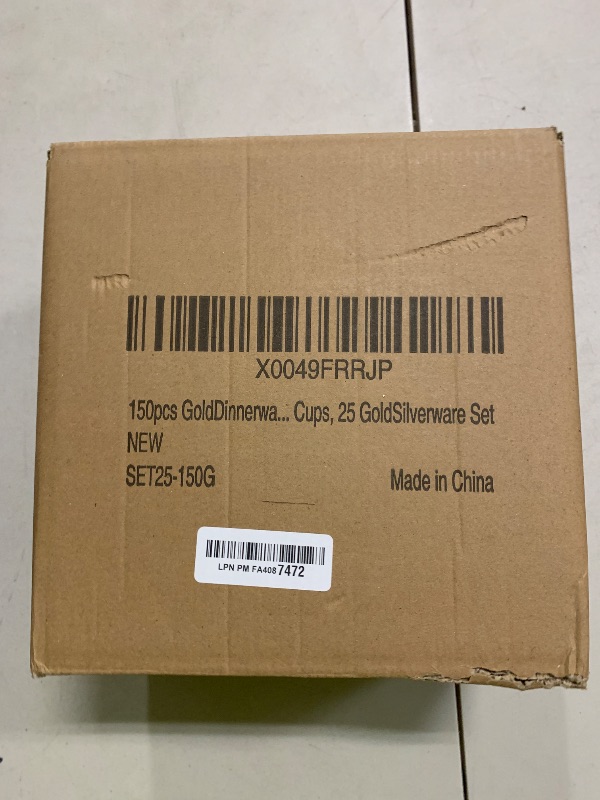 X0049FRRJP
150pcs GoldDinnerwa... Cups, 25 GoldSilverware Set
NEW
SET25-150G Made in China
LPN PM FA408 7472